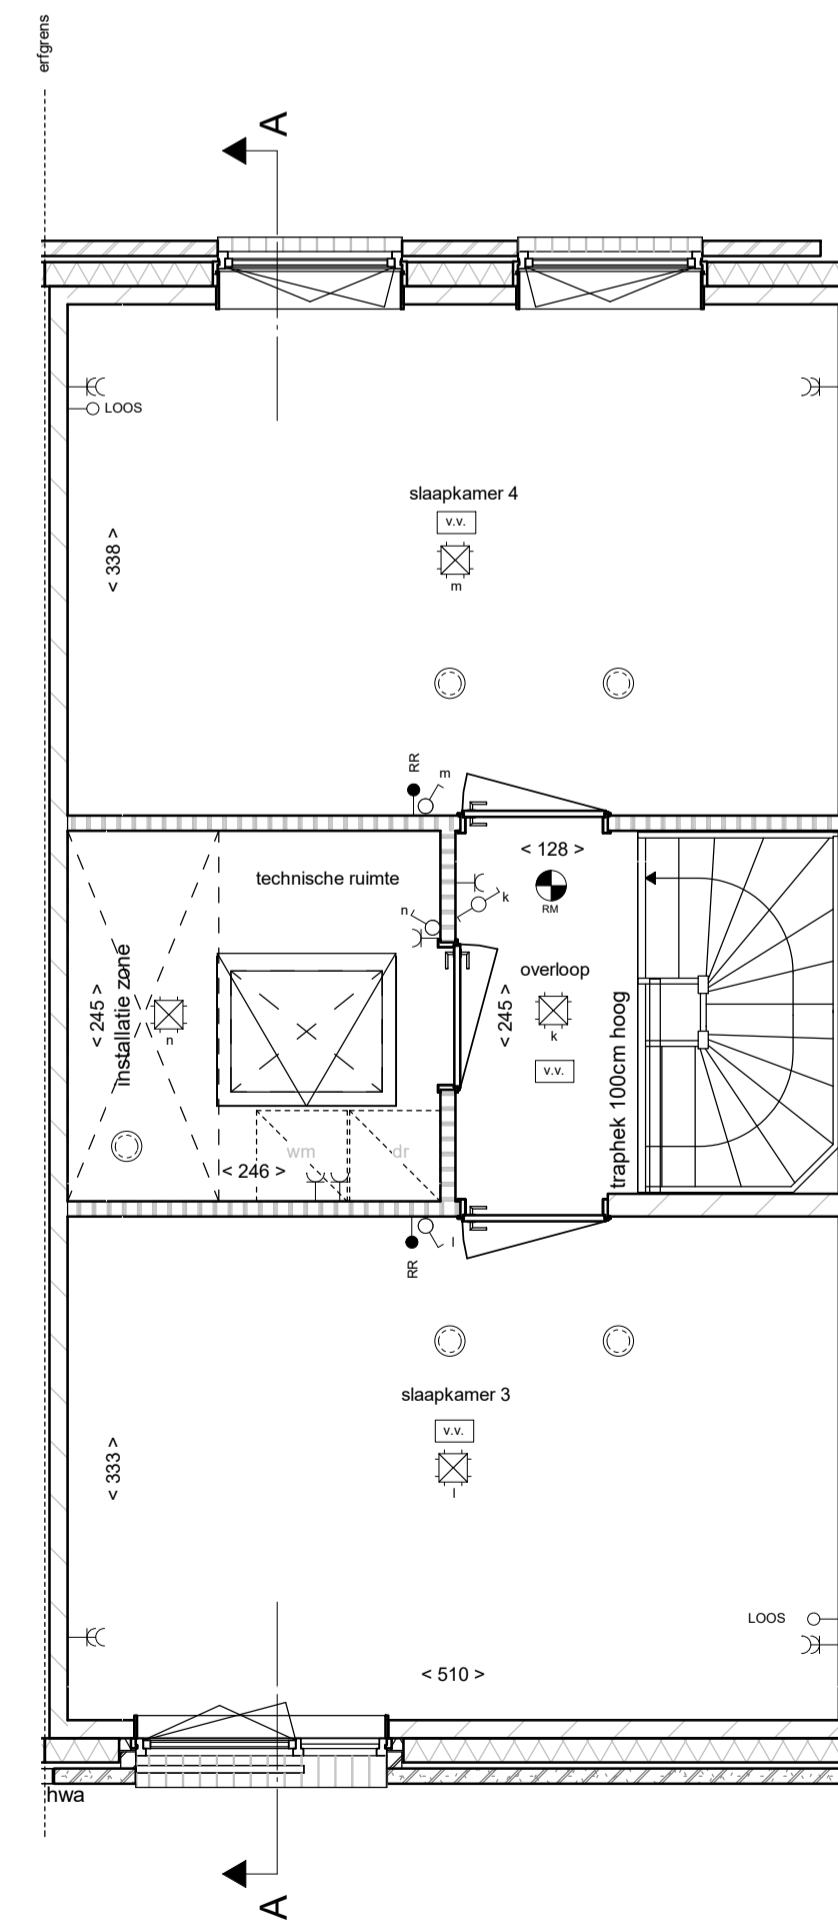 erfgrens
A
LOOS
slaapkamer 4
v.v.
< 338 >
m
RR
m
< 128 >
technische ruimte
k
n
RM
overloop
installatie zone
< 245 >
n
< 245 >
k
v.v.
traphek 100cm hoog
wm
dr
< 246 >
l
RR
slaapkamer 3
v.v.
< 333 >
l
LOOS
< 510 >
hwa
A